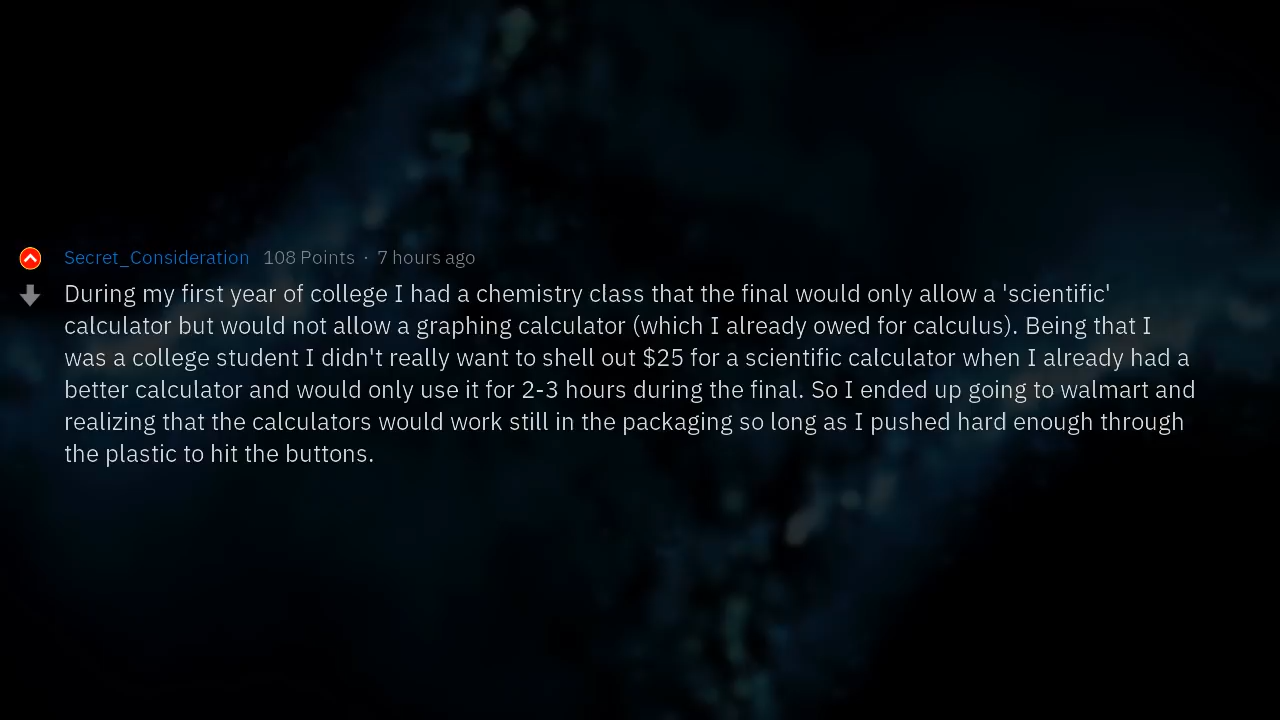 Secret_Consideration 108 Points · 7 hours ago
During my first year of college I had a chemistry class that the final would only allow a 'scientific'
calculator but would not allow a graphing calculator (which I already owed for calculus). Being that I
was a college student I didn't really want to shell out $25 for a scientific calculator when I already had a
better calculator and would only use it for 2-3 hours during the final. So I ended up going to walmart and
realizing that the calculators would work still in the packaging so long as I pushed hard enough through
the plastic to hit the buttons.